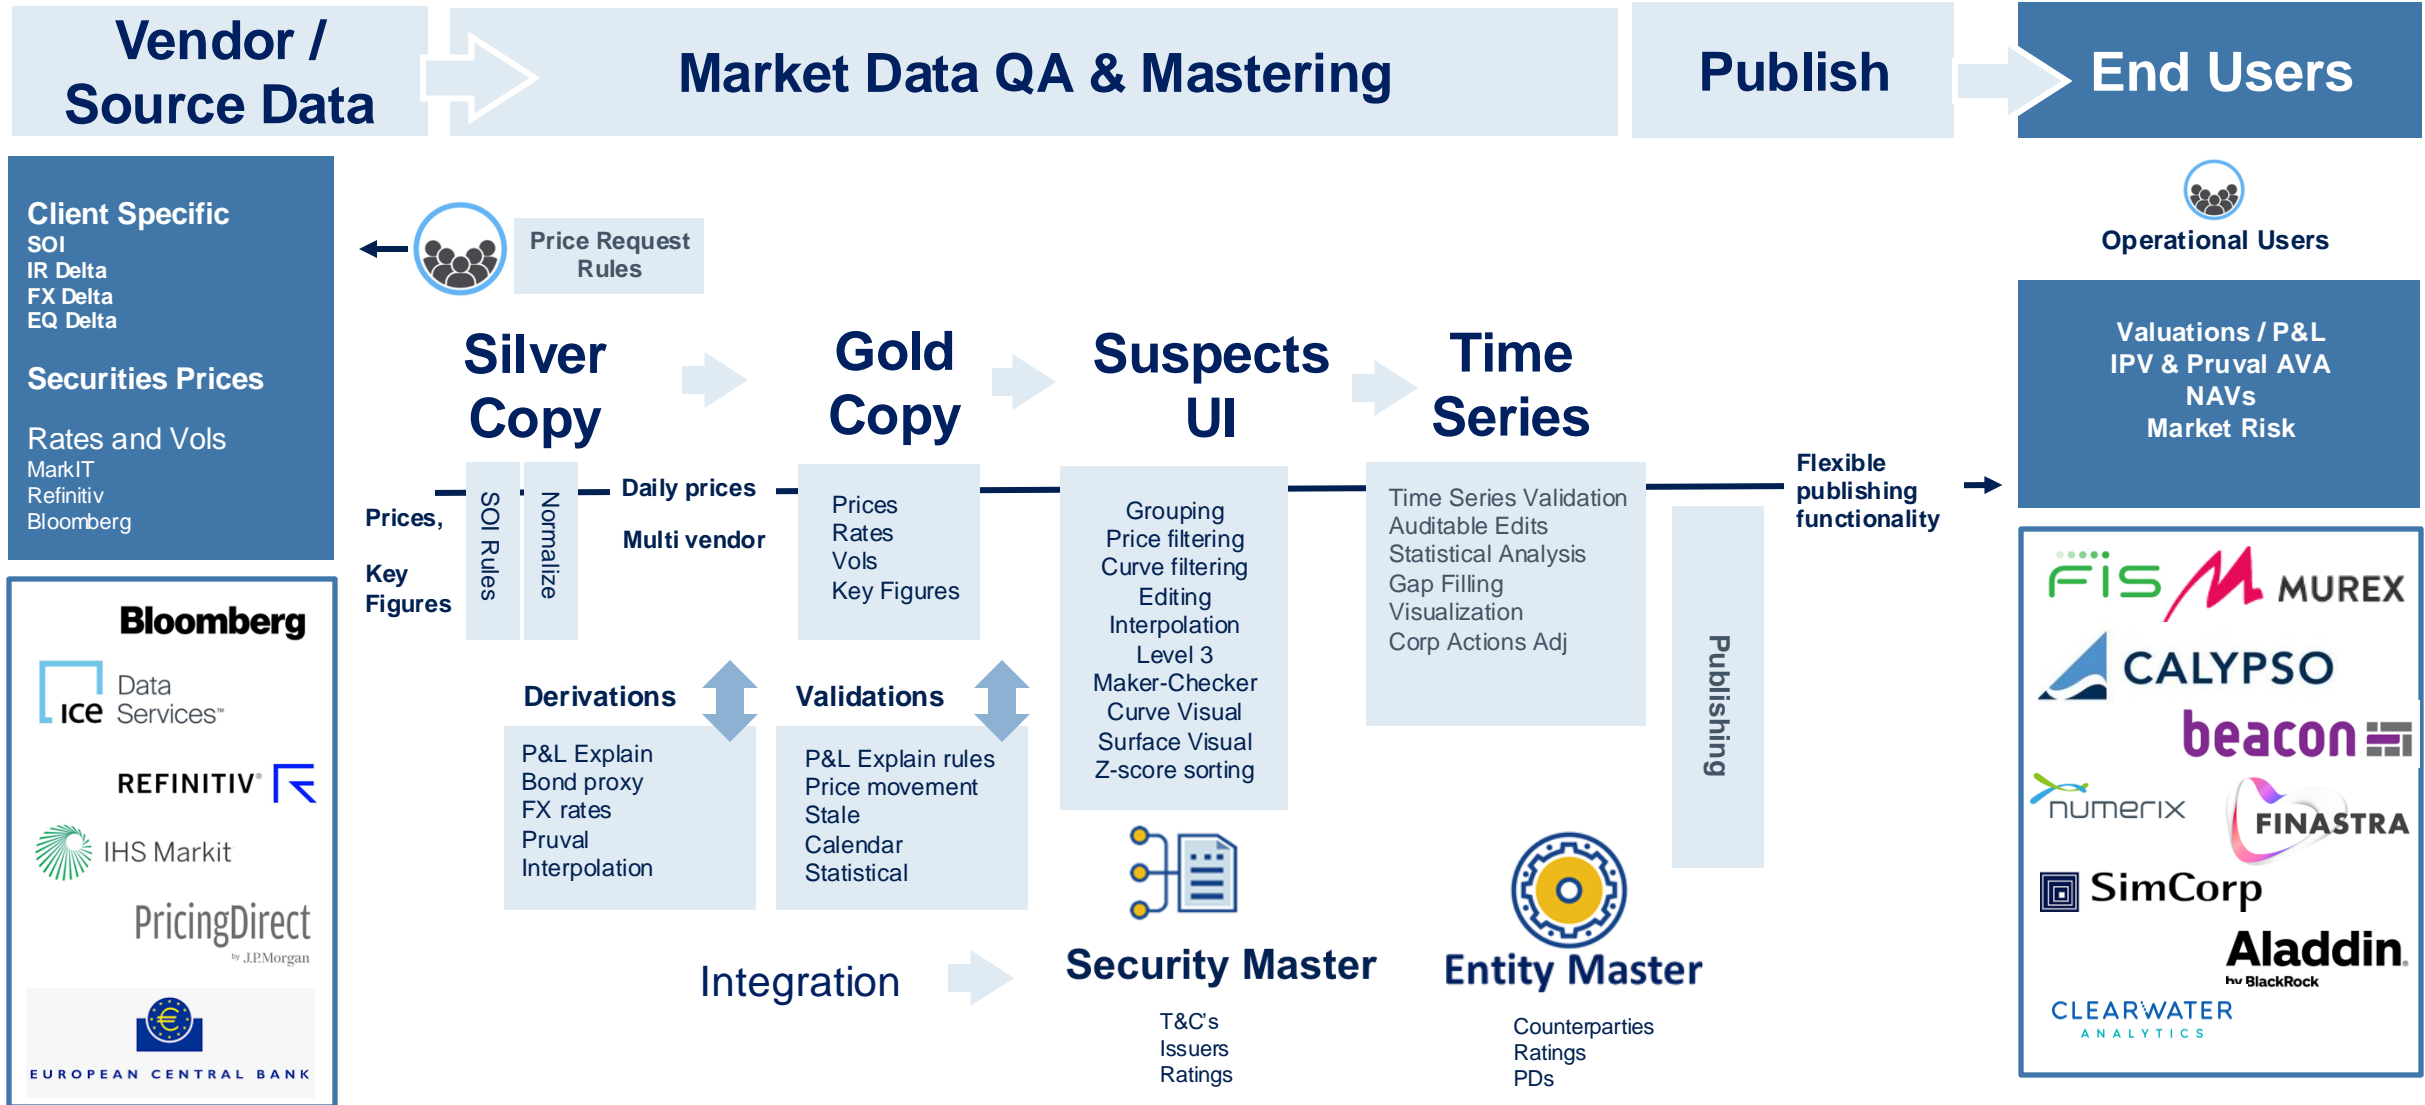 Vendor /
Source Data
Market Data QA & Mastering
Publish
End Users
Client Specific
SOI
IR Delta
FX Delta
EQ Delta
Securities Prices
Rates and Vols
MarkIT
Refinitiv
Bloomberg
Bloomberg
ice Data
Services™
REFINITIV®
IHS Markit
PricingDirect
by J.P.Morgan
EUROPEAN CENTRAL BANK
Price Request
Rules
Silver
Copy
Gold
Copy
Suspects
UI
Time
Series
Prices,
Key
Figures
SOI Rules
Normalize
Daily prices
Multi vendor
Prices
Rates
Vols
Key Figures
Grouping
Price filtering
Curve filtering
Editing
Interpolation
Level 3
Maker-Checker
Curve Visual
Surface Visual
Z-score sorting
Time Series Validation
Auditable Edits
Statistical Analysis
Gap Filling
Visualization
Corp Actions Adj
Publishing
Flexible
publishing
functionality
Derivations
P&L Explain
Bond proxy
FX rates
Pruval
Interpolation
Validations
P&L Explain rules
Price movement
Stale
Calendar
Statistical
Integration
Security Master
T&C's
Issuers
Ratings
Entity Master
Counterparties
Ratings
PDs
Operational Users
Valuations / P&L
IPV & Pruval AVA
NAVs
Market Risk
FIS
MUREX
CALYPSO
beacon
numerix
FINASTRA
SimCorp
Aladdin®
by BlackRock
CLEARWATER
ANALYTICS